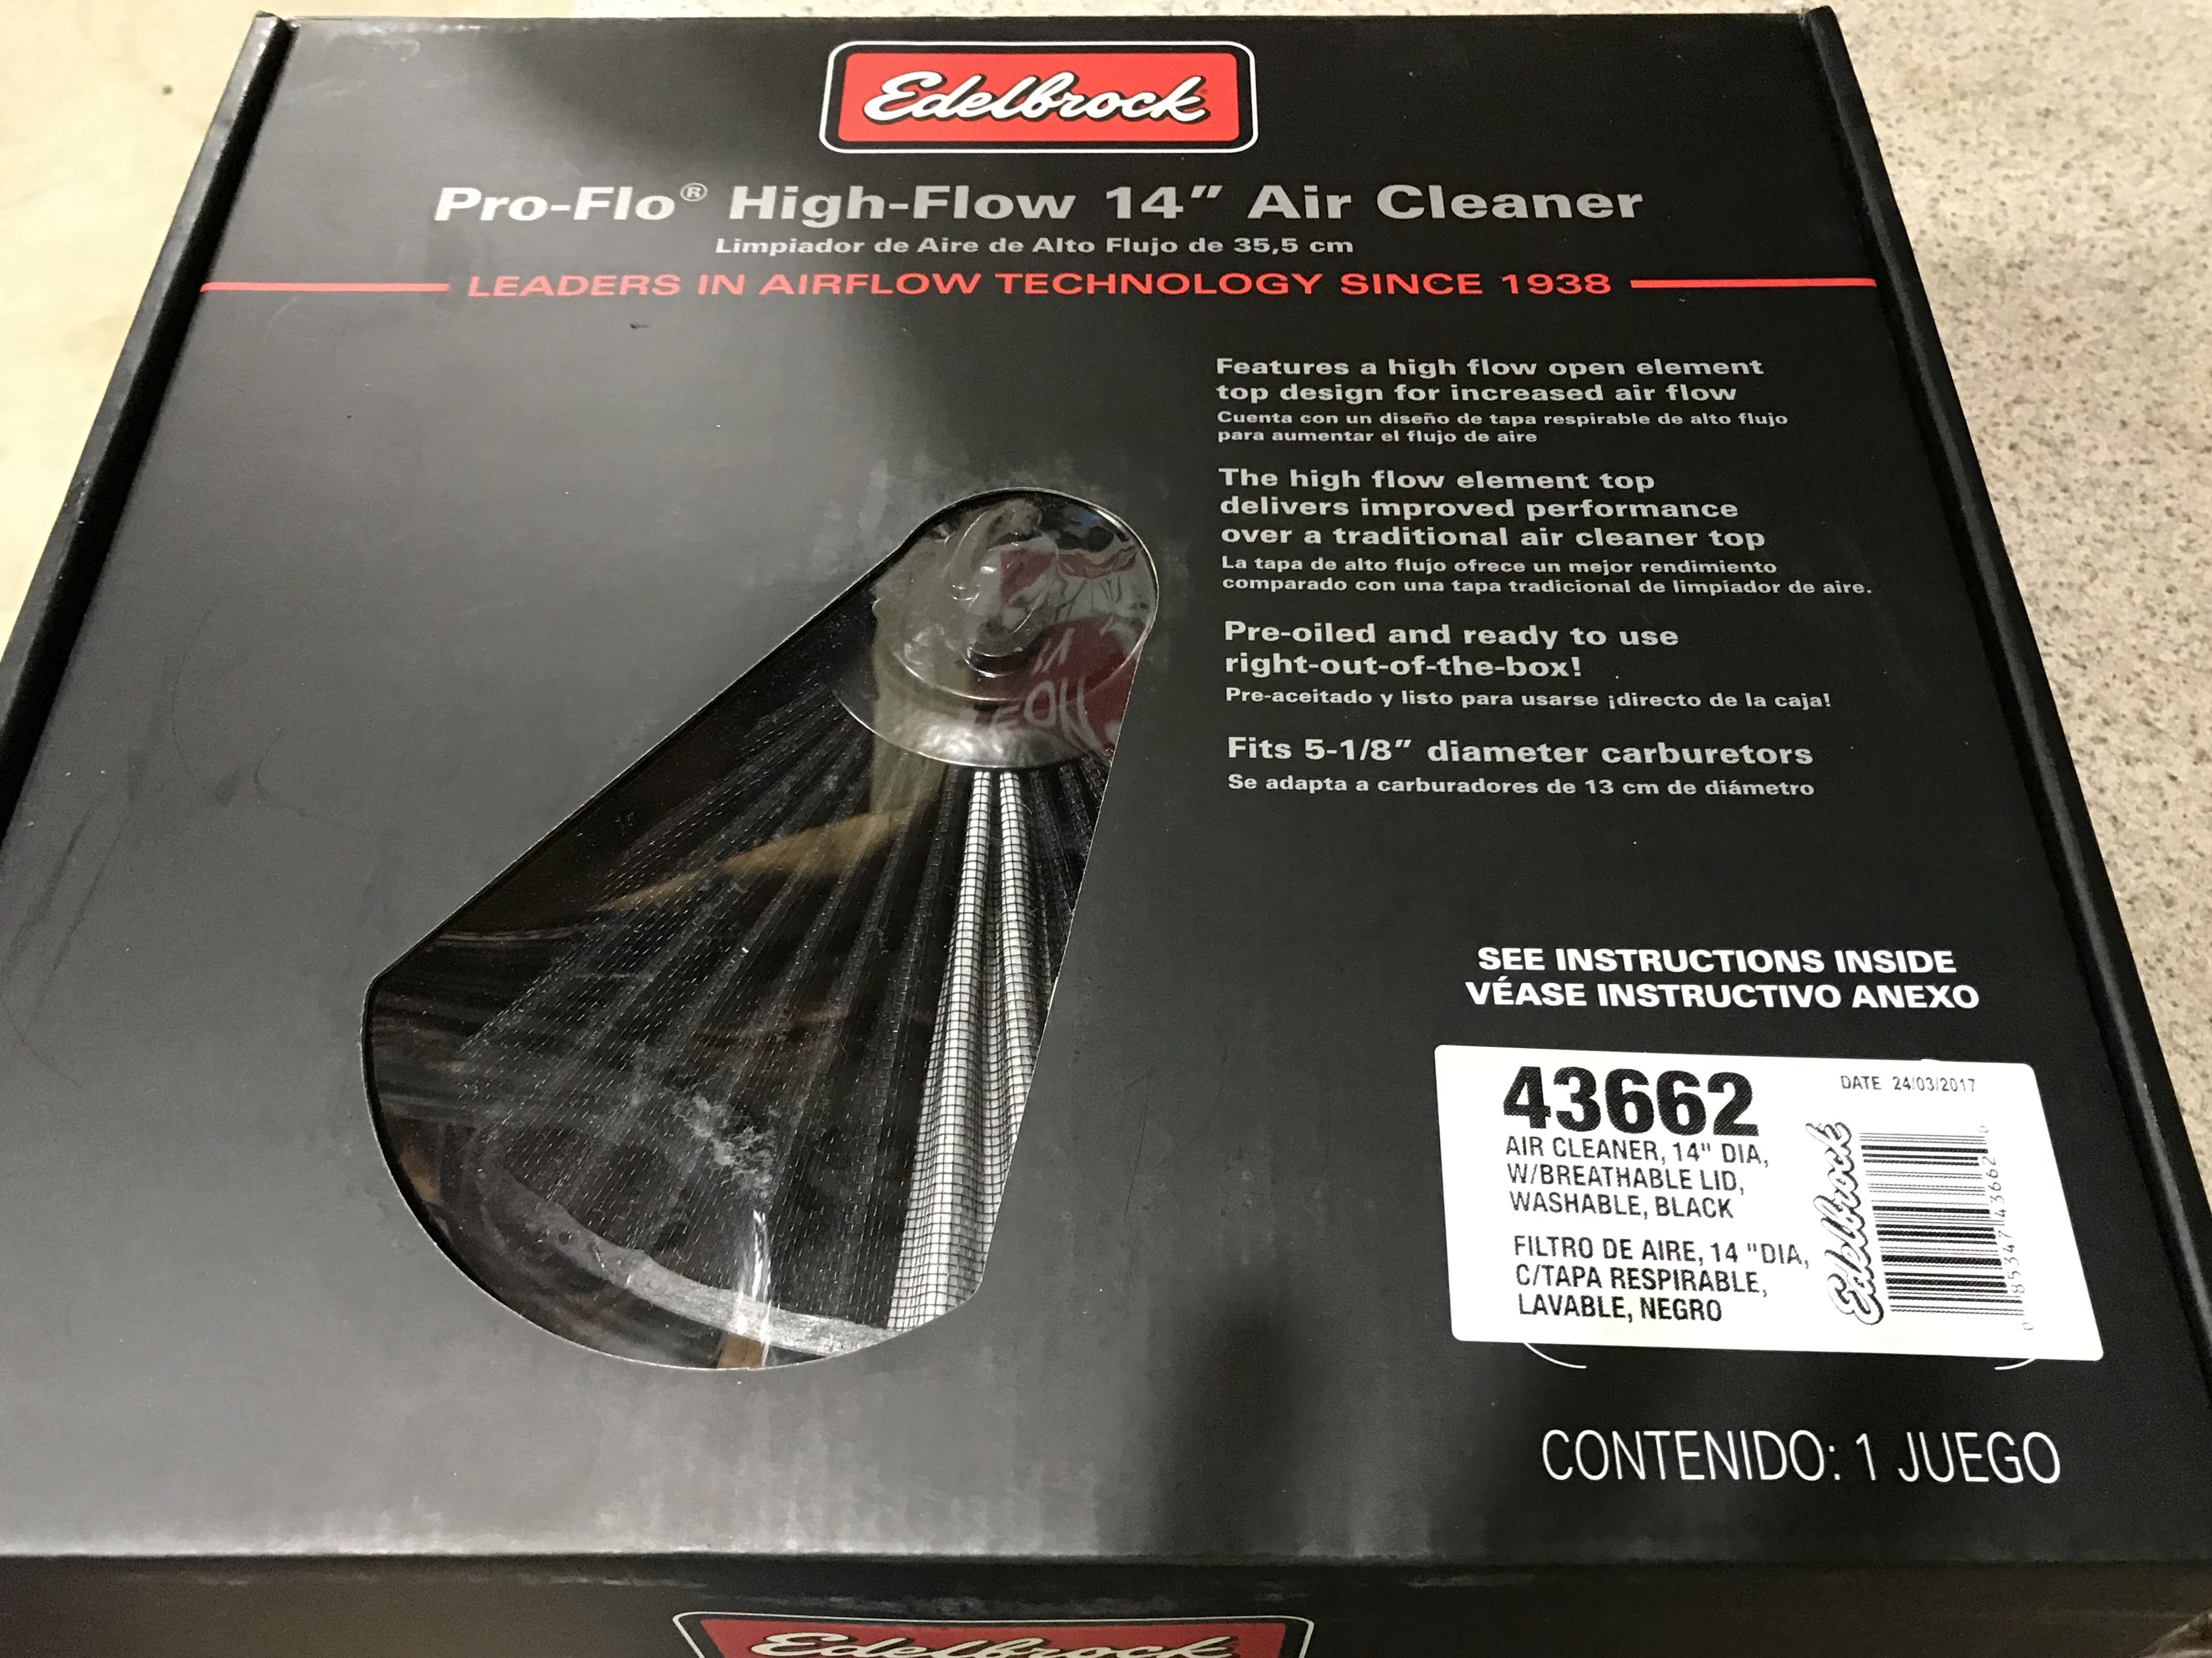 Edelbrock
Pro-Flo® High-Flow 14" Air Cleaner
Limpiador de Aire de Alto Flujo de 35,5 cm
LEADERS IN AIRFLOW TECHNOLOGY SINCE 1938
Features a high flow open element
top design for increased air flow
Cuenta con un diseño de tapa respirable de alto flujo
para aumentar el flujo de aire
The high flow element top
delivers improved performance
over a traditional air cleaner top
La tapa de alto flujo ofrece un mejor rendimiento
comparado con una tapa tradicional de limpiador de aire.
Pre-oiled and ready to use
right-out-of-the-box!
Pre-aceitado y listo para usarse ¡directo de la caja!
Fits 5-1/8" diameter carburetors
Se adapta a carburadores de 13 cm de diámetro
SEE INSTRUCTIONS INSIDE
VÉASE INSTRUCTIVO ANEXO
43662
DATE 24/03/2017
AIR CLEANER, 14" DIA,
W/BREATHABLE LID,
WASHABLE, BLACK
FILTRO DE AIRE, 14 "DIA,
C/TAPA RESPIRABLE,
LAVABLE, NEGRO
Edelbrock
0 85347 43662 0
CONTENIDO: 1 JUEGO
Edelbrock